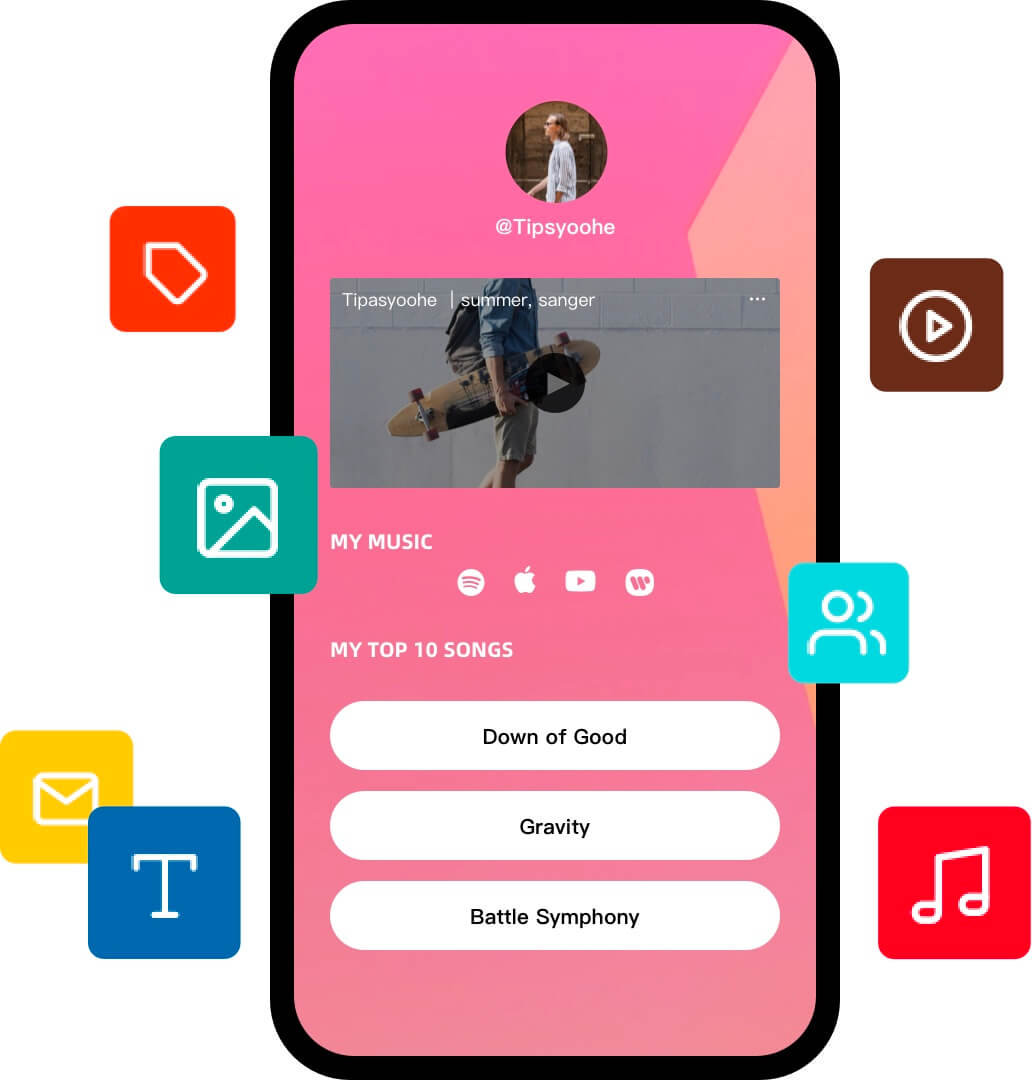 @Tipsyoohe
Tipasyoohe | summer, sanger
MY MUSIC
MY TOP 10 SONGS
Down of Good
Gravity
Battle Symphony